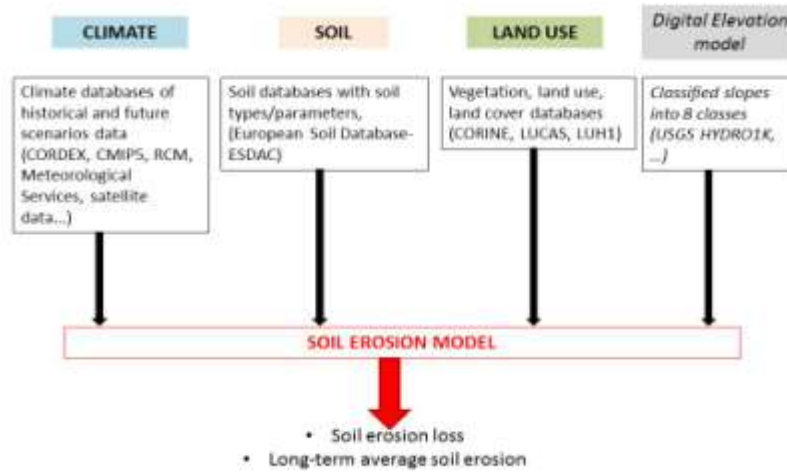 CLIMATE
SOIL
LAND USE
Digital Elevation
model
Climate databases of
historical and future
scenarios data
(CORDEX, CMIP5, RCM,
Meteorological
Services, satellite
data...)
Soil databases with soil
types/parameters,
(European Soil Database-
ESDAC)
Vegetation, land use,
land cover databases
(CORINE, LUCAS, LUH1)
Classified slopes
into 8 classes
(USGS HYDRO1K,
...)
SOIL EROSION MODEL
• Soil erosion loss
• Long-term average soil erosion